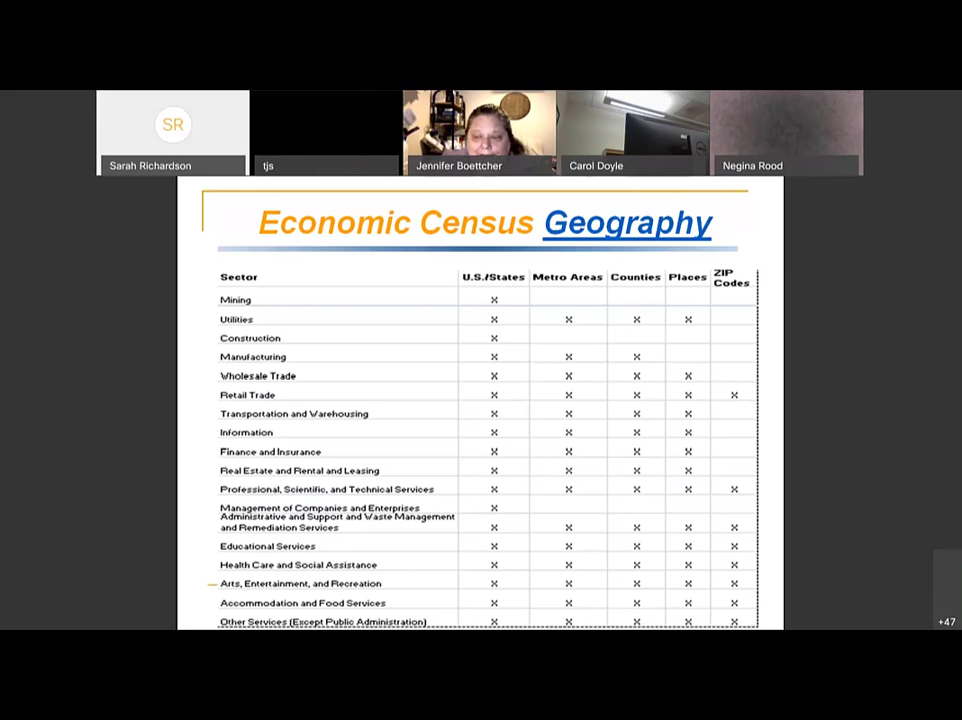 SR
Sarah Richardson
tjs
Jennifer Boettcher
Carol Doyle
Negina Rood
Economic Census Geography
Sector U.S./States Metro Areas Counties Places ZIP Codes
Mining X
Utilities X X X X
Construction X
Manufacturing X X X
Wholesale Trade X X X X
Retail Trade X X X X X
Transportation and Warehousing X X X X
Information X X X X
Finance and Insurance X X X X
Real Estate and Rental and Leasing X X X X
Professional, Scientific, and Technical Services X X X X X
Management of Companies and Enterprises X
Administrative and Support and Waste Management
and Remediation Services X X X X X
Educational Services X X X X X
Health Care and Social Assistance X X X X X
Arts, Entertainment, and Recreation X X X X X
Accommodation and Food Services X X X X X
Other Services (Except Public Administration) X X X X X
+47